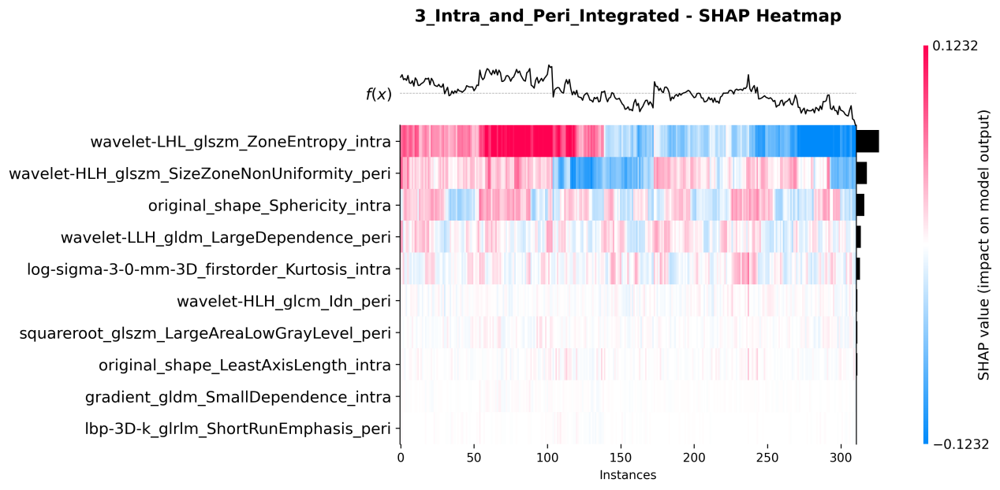 3_Intra_and_Peri_Integrated - SHAP Heatmap
0.1232
f(x)
wavelet-LHL_glszm_ZoneEntropy_intra
wavelet-HLH_glszm_SizeZoneNonUniformity_peri
original_shape_Sphericity_intra
wavelet-LLH_gldm_LargeDependence_peri
log-sigma-3-0-mm-3D_firstorder_Kurtosis_intra
wavelet-HLH_glcm_Idn_peri
squareroot_glszm_LargeAreaLowGrayLevel_peri
original_shape_LeastAxisLength_intra
gradient_gldm_SmallDependence_intra
lbp-3D-k_glrlm_ShortRunEmphasis_peri
0 50 100 150 200 250 300
Instances
SHAP value (impact on model output)
−0.1232